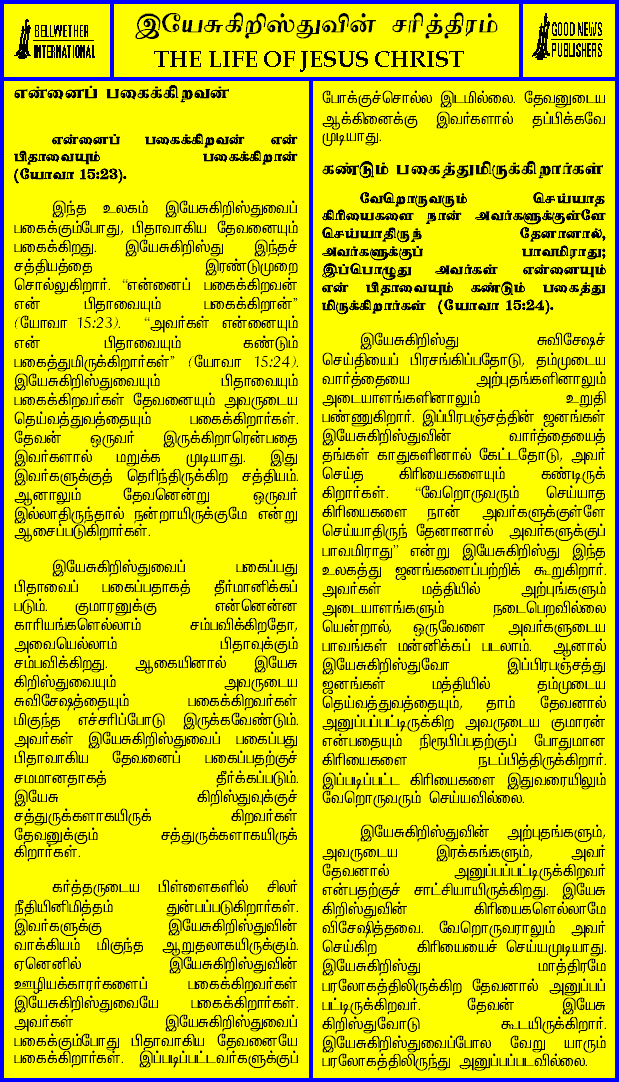 BELLWETHER
INTERNATIONAL
இயேசுகிறிஸ்துவின் சரித்திரம்
THE LIFE OF JESUS CHRIST
GOOD NEWS
PUBLISHERS
என்னைப் பகைக்கிறவன்
என்னைப் பகைக்கிறவன் என்
பிதாவையும் பகைக்கிறான்
(யோவா 15:23).
இந்த உலகம் இயேசுகிறிஸ்துவைப்
பகைக்கும்போது, பிதாவாகிய தேவனையும்
பகைக்கிறது. இயேசுகிறிஸ்து இந்தச்
சத்தியத்தை இரண்டுமுறை
சொல்லுகிறார். “என்னைப் பகைக்கிறவன்
என் பிதாவையும் பகைக்கிறான்”
(யோவா 15:23). “அவர்கள் என்னையும்
என் பிதாவையும் கண்டும்
பகைத்துமிருக்கிறார்கள்” (யோவா 15:24).
இயேசுகிறிஸ்துவையும் பிதாவையும்
பகைக்கிறவர்கள் தேவனையும் அவருடைய
தெய்வத்துவத்தையும் பகைக்கிறார்கள்.
தேவன் ஒருவர் இருக்கிறாரென்பதை
இவர்களால் மறுக்க முடியாது. இது
இவர்களுக்குத் தெரிந்திருக்கிற சத்தியம்.
ஆனாலும் தேவனென்று ஒருவர்
இல்லாதிருந்தால் நன்றாயிருக்குமே என்று
ஆசைப்படுகிறார்கள்.
இயேசுகிறிஸ்துவைப் பகைப்பது
பிதாவைப் பகைப்பதாகத் தீர்மானிக்கப்
படும். குமாரனுக்கு என்னென்ன
காரியங்களெல்லாம் சம்பவிக்கிறதோ,
அவையெல்லாம் பிதாவுக்கும்
சம்பவிக்கிறது. ஆகையினால் இயேசு
கிறிஸ்துவையும் அவருடைய
சுவிசேஷத்தையும் பகைக்கிறவர்கள்
மிகுந்த எச்சரிப்போடு இருக்கவேண்டும்.
அவர்கள் இயேசுகிறிஸ்துவைப் பகைப்பது
பிதாவாகிய தேவனைப் பகைப்பதற்குச்
சமமானதாகத் தீர்க்கப்படும்.
இயேசு கிறிஸ்துவுக்குச்
சத்துருக்களாகயிருக் கிறவர்கள்
தேவனுக்கும் சத்துருக்களாகயிருக்
கிறார்கள்.
கர்த்தருடைய பிள்ளைகளில் சிலர்
நீதியினிமித்தம் துன்பப்படுகிறார்கள்.
இவர்களுக்கு இயேசுகிறிஸ்துவின்
வாக்கியம் மிகுந்த ஆறுதலாகயிருக்கும்.
ஏனெனில் இயேசுகிறிஸ்துவின்
ஊழியக்காரர்களைப் பகைக்கிறவர்கள்
இயேசுகிறிஸ்துவையே பகைக்கிறார்கள்.
அவர்கள் இயேசுகிறிஸ்துவைப்
பகைக்கும்போது பிதாவாகிய தேவனையே
பகைக்கிறார்கள். இப்படிப்பட்டவர்களுக்குப்
போக்குச்சொல்ல இடமில்லை. தேவனுடைய
ஆக்கினைக்கு இவர்களால் தப்பிக்கவே
முடியாது.
கண்டும் பகைத்துமிருக்கிறார்கள்
வேறொருவரும் செய்யாத
கிரியைகளை நான் அவர்களுக்குள்ளே
செய்யாதிருந் தேனானால்,
அவர்களுக்குப் பாவமிராது;
இப்பொழுது அவர்கள் என்னையும்
என் பிதாவையும் கண்டும் பகைத்து
மிருக்கிறார்கள் (யோவா 15:24).
இயேசுகிறிஸ்து சுவிசேஷச்
செய்தியைப் பிரசங்கிப்பதோடு, தம்முடைய
வார்த்தையை அற்புதங்களினாலும்
அடையாளங்களினாலும் உறுதி
பண்ணுகிறார். இப்பிரபஞ்சத்தின் ஜனங்கள்
இயேசுகிறிஸ்துவின் வார்த்தையைத்
தங்கள் காதுகளினால் கேட்டதோடு, அவர்
செய்த கிரியைகளையும் கண்டிருக்
கிறார்கள். “வேறொருவரும் செய்யாத
கிரியைகளை நான் அவர்களுக்குள்ளே
செய்யாதிருந் தேனானால் அவர்களுக்குப்
பாவமிராது” என்று இயேசுகிறிஸ்து இந்த
உலகத்து ஜனங்களைப்பற்றிக் கூறுகிறார்.
அவர்கள் மத்தியில் அற்புங்களும்
அடையாளங்களும் நடைபெறவில்லை
யென்றால், ஒருவேளை அவர்களுடைய
பாவங்கள் மன்னிக்கப் படலாம். ஆனால்
இயேசுகிறிஸ்துவோ இப்பிரபஞ்சத்து
ஜனங்கள் மத்தியில் தம்முடைய
தெய்வத்துவத்தையும், தாம் தேவனால்
அனுப்பப்பட்டிருக்கிற அவருடைய குமாரன்
என்பதையும் நிரூபிப்பதற்குப் போதுமான
கிரியைகளை நடப்பித்திருக்கிறார்.
இப்படிப்பட்ட கிரியைகளை இதுவரையிலும்
வேறொருவரும் செய்யவில்லை.
இயேசுகிறிஸ்துவின் அற்புதங்களும்,
அவருடைய இரக்கங்களும், அவர்
தேவனால் அனுப்பப்பட்டிருக்கிறவர்
என்பதற்குச் சாட்சியாயிருக்கிறது. இயேசு
கிறிஸ்துவின் கிரியைகளெல்லாமே
விசேஷித்தவை. வேறொருவராலும் அவர்
செய்கிற கிரியையைச் செய்யமுடியாது.
இயேசுகிறிஸ்து மாத்திரமே
பரலோகத்திலிருக்கிற தேவனால் அனுப்பப்
பட்டிருக்கிறவர். தேவன் இயேசு
கிறிஸ்துவோடு கூடயிருக்கிறார்.
இயேசுகிறிஸ்துவைப்போல வேறு யாரும்
பரலோகத்திலிருந்து அனுப்பப்படவில்லை.